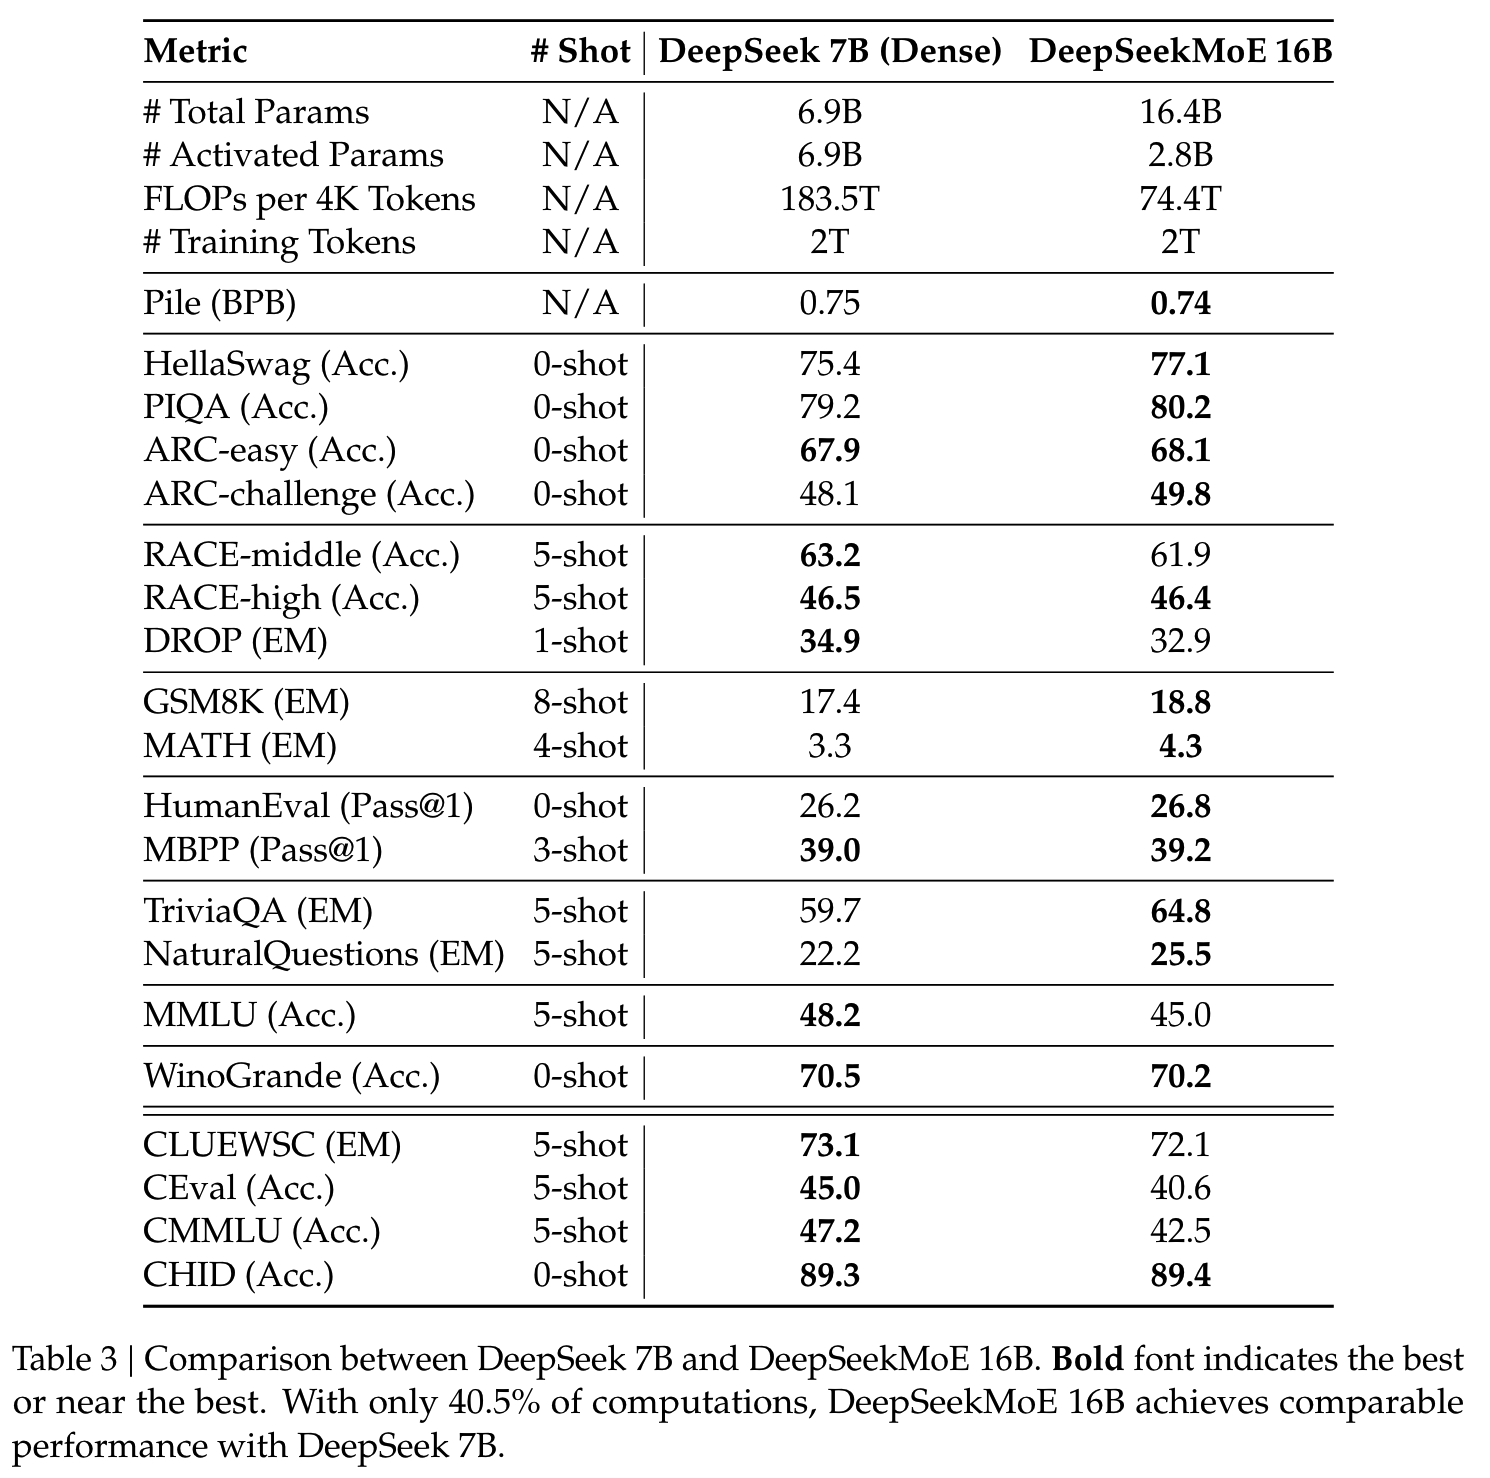 Metric # Shot DeepSeek 7B (Dense) DeepSeekMoE 16B
# Total Params N/A 6.9B 16.4B
# Activated Params N/A 6.9B 2.8B
FLOPs per 4K Tokens N/A 183.5T 74.4T
# Training Tokens N/A 2T 2T
Pile (BPB) N/A 0.75 0.74
HellaSwag (Acc.) 0-shot 75.4 77.1
PIQA (Acc.) 0-shot 79.2 80.2
ARC-easy (Acc.) 0-shot 67.9 68.1
ARC-challenge (Acc.) 0-shot 48.1 49.8
RACE-middle (Acc.) 5-shot 63.2 61.9
RACE-high (Acc.) 5-shot 46.5 46.4
DROP (EM) 1-shot 34.9 32.9
GSM8K (EM) 8-shot 17.4 18.8
MATH (EM) 4-shot 3.3 4.3
HumanEval (Pass@1) 0-shot 26.2 26.8
MBPP (Pass@1) 3-shot 39.0 39.2
TriviaQA (EM) 5-shot 59.7 64.8
NaturalQuestions (EM) 5-shot 22.2 25.5
MMLU (Acc.) 5-shot 48.2 45.0
WinoGrande (Acc.) 0-shot 70.5 70.2
CLUEWSC (EM) 5-shot 73.1 72.1
CEval (Acc.) 5-shot 45.0 40.6
CMMLU (Acc.) 5-shot 47.2 42.5
CHID (Acc.) 0-shot 89.3 89.4
Table 3 | Comparison between DeepSeek 7B and DeepSeekMoE 16B. Bold font indicates the best
or near the best. With only 40.5% of computations, DeepSeekMoE 16B achieves comparable
performance with DeepSeek 7B.